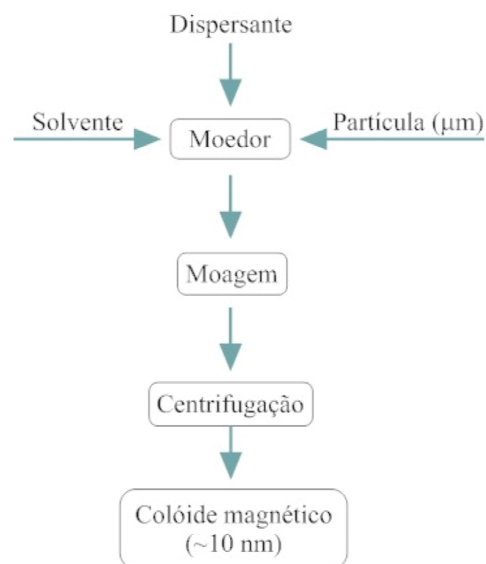 Dispersante
Solvente
Moedor
Partícula (μm)
Moagem
Centrifugação
Colóide magnético
(~10 nm)